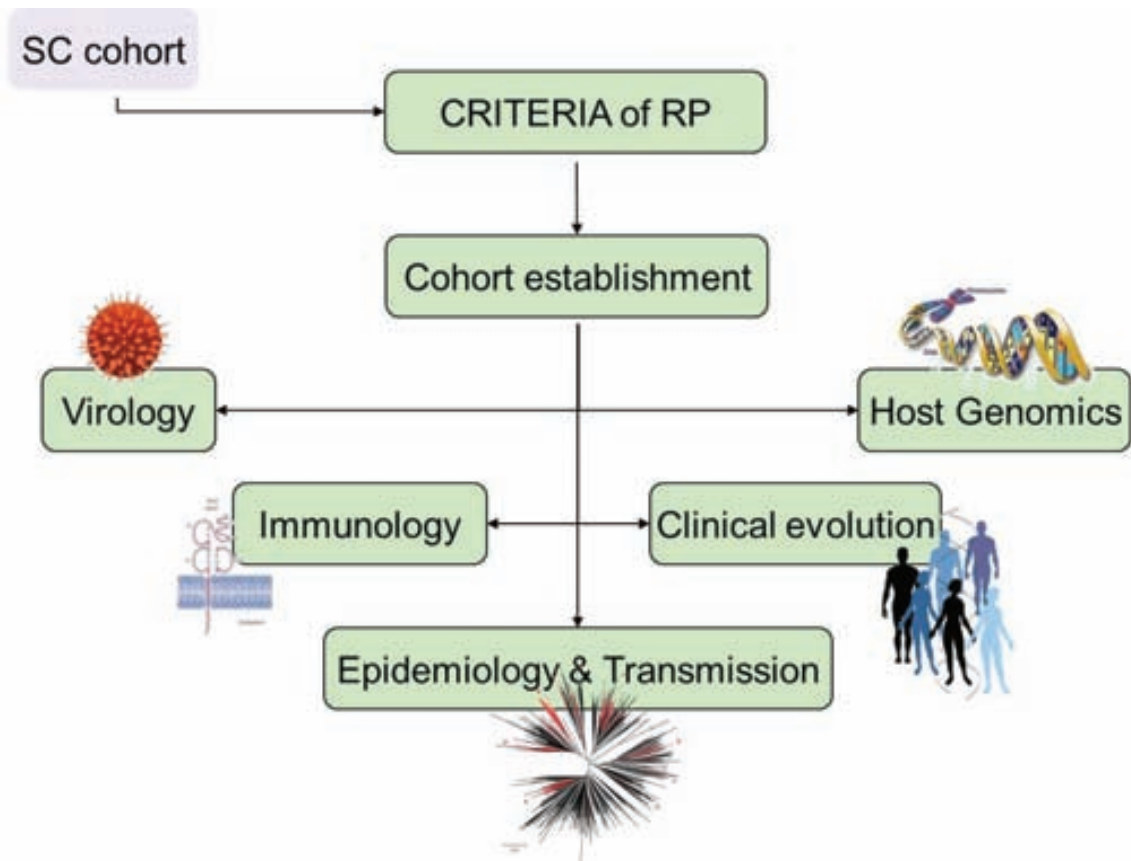 SC cohort
CRITERIA of RP
Cohort establishment
Virology
Host Genomics
Immunology
Clinical evolution
Epidemiology & Transmission